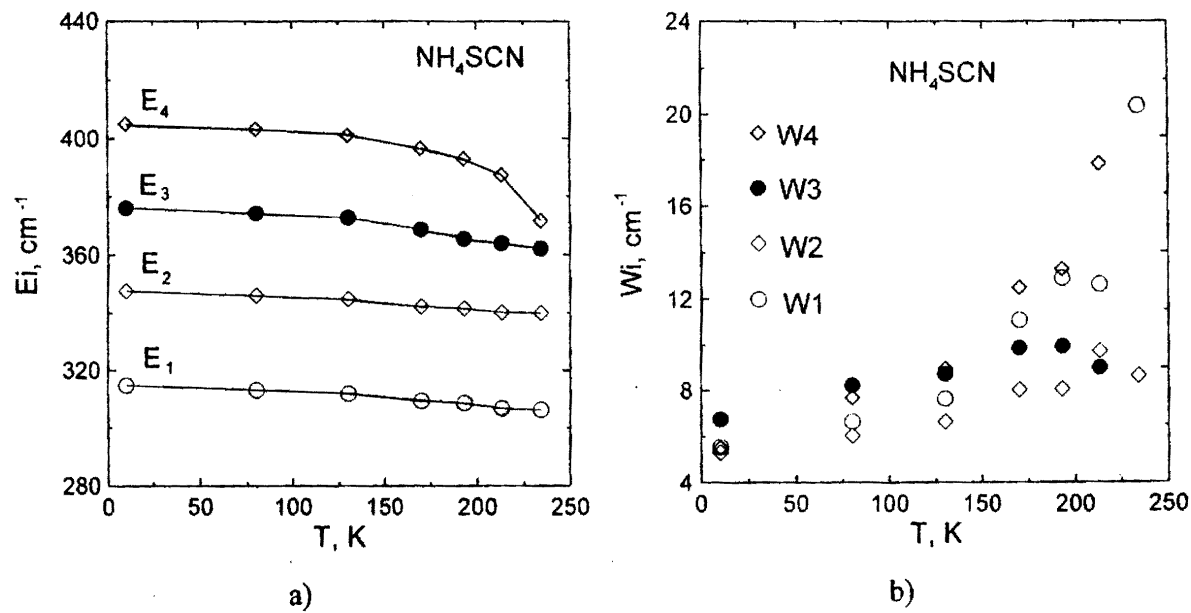 440
400
360
320
280
Ei, cm⁻¹
NH₄SCN
E₄
E₃
E₂
E₁
0 50 100 150 200 250
T, K
a)
24
20
16
12
8
4
Wi, cm⁻¹
NH₄SCN
W4
W3
W2
W1
0 50 100 150 200 250
T, K
b)